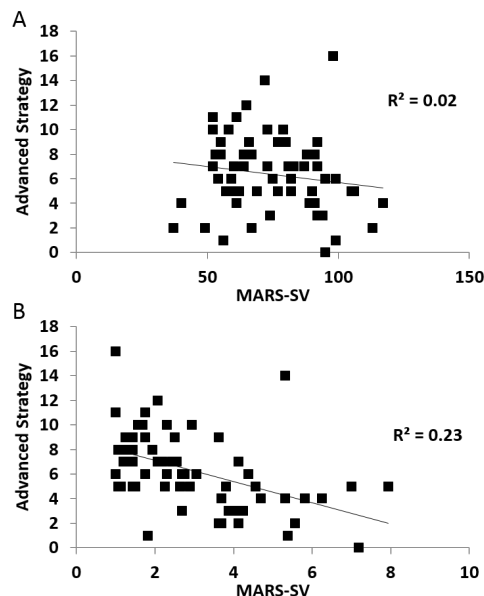 A
18
16
14
12
10
8
6
4
2
0
Advanced Strategy
R² = 0.02
0 50 100 150
MARS-SV
B
18
16
14
12
10
8
6
4
2
0
Advanced Strategy
R² = 0.23
0 2 4 6 8 10
MARS-SV